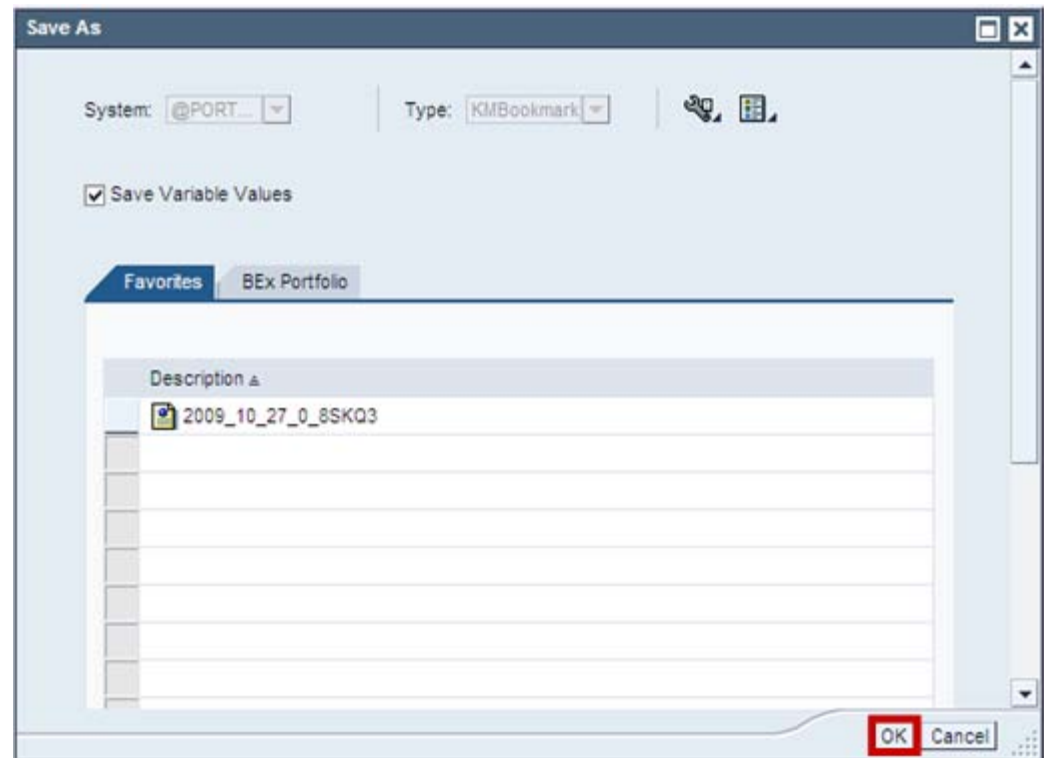 Save As
System: @PORT... Type: KMBookmark
Save Variable Values
Favorites BEx Portfolio
Description
2009_10_27_0_8SKQ3
OK Cancel